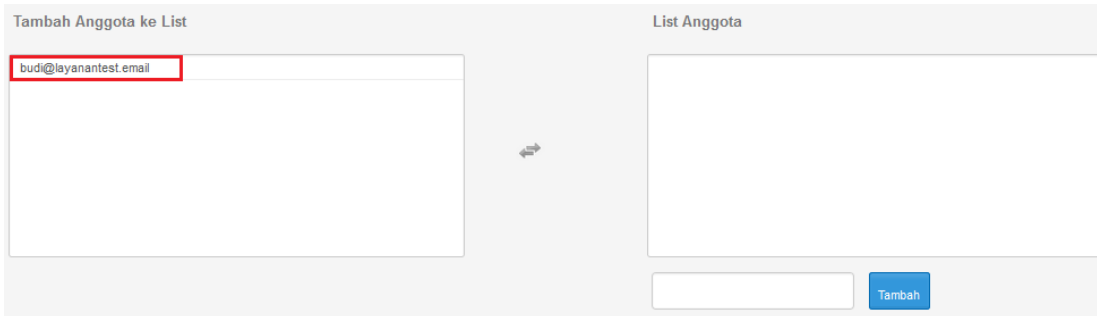 Tambah Anggota ke List
List Anggota
budi@layanantest.email
Tambah